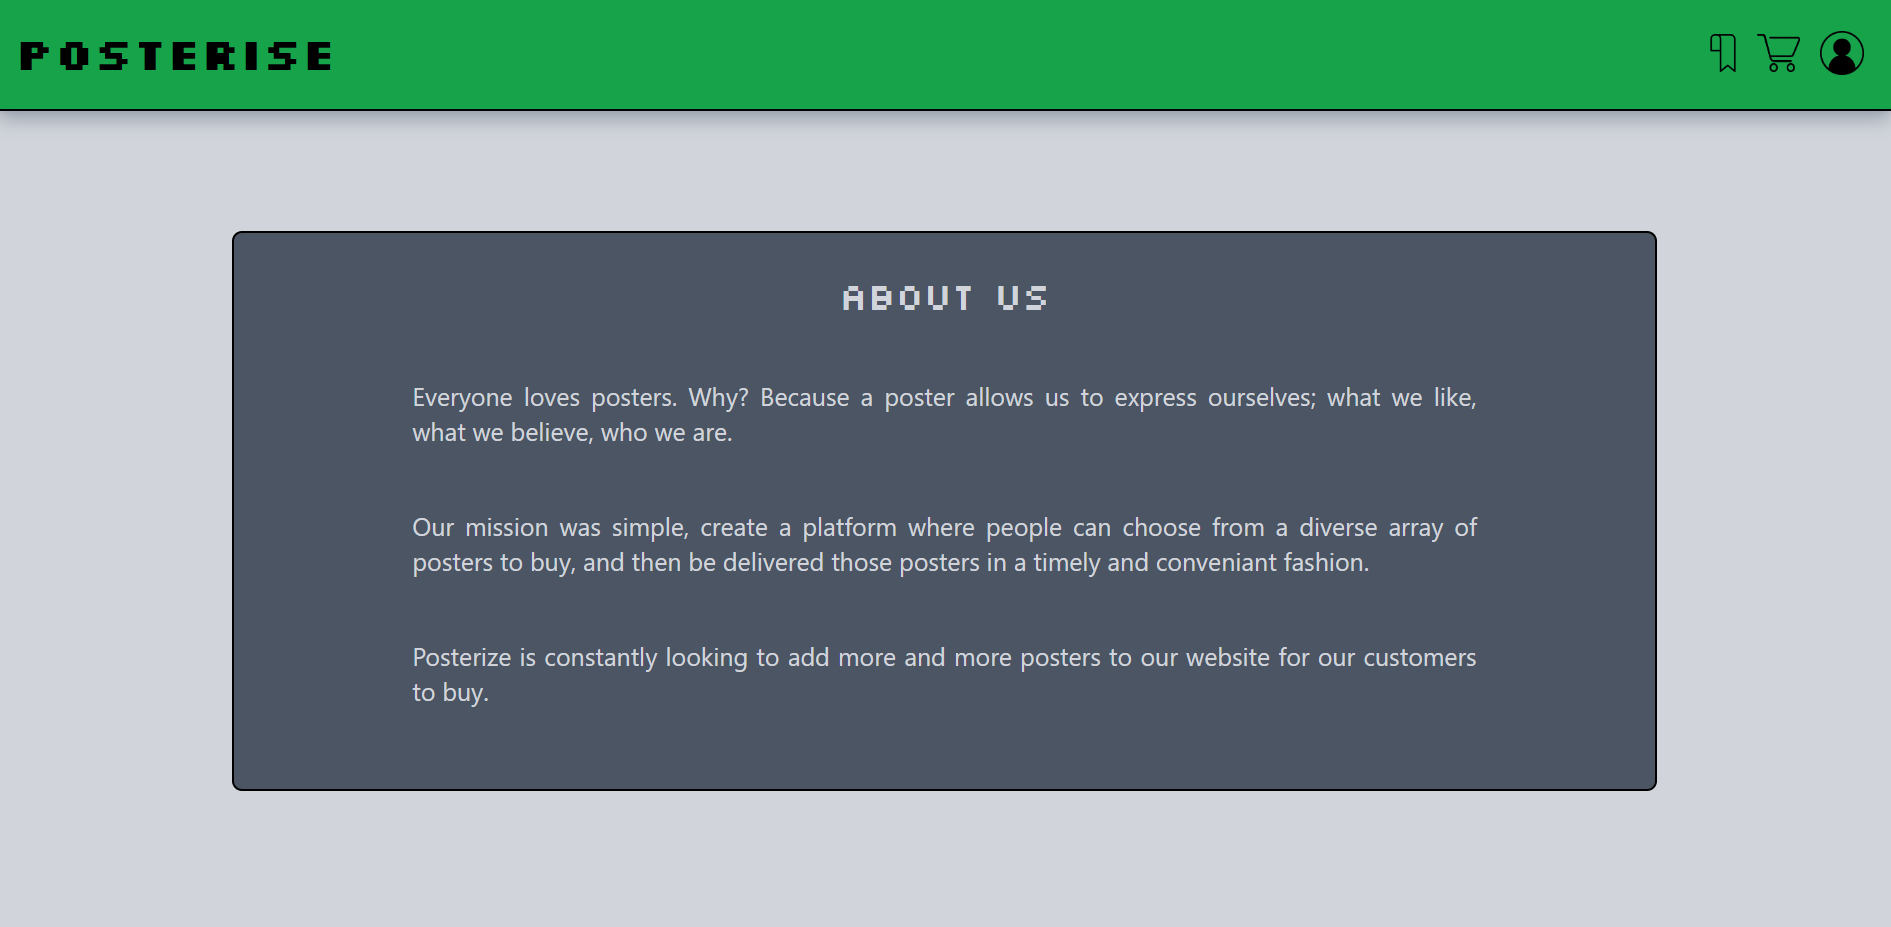 POSTERISE
ABOUT US
Everyone loves posters. Why? Because a poster allows us to express ourselves; what we like,
what we believe, who we are.
Our mission was simple, create a platform where people can choose from a diverse array of
posters to buy, and then be delivered those posters in a timely and conveniant fashion.
Posterize is constantly looking to add more and more posters to our website for our customers
to buy.